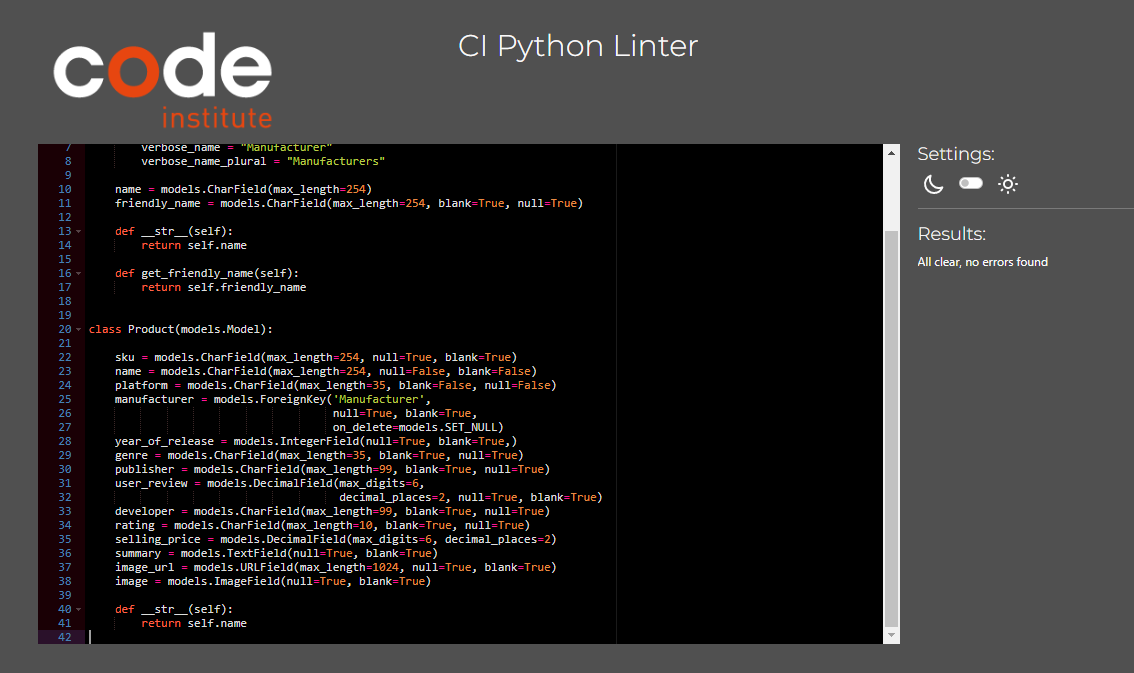 code
institute
CI Python Linter
7 verbose_name = "Manufacturer"
8 verbose_name_plural = "Manufacturers"
9
10 name = models.CharField(max_length=254)
11 friendly_name = models.CharField(max_length=254, blank=True, null=True)
12
13 def __str__(self):
14 return self.name
15
16 def get_friendly_name(self):
17 return self.friendly_name
18
19
20 class Product(models.Model):
21
22 sku = models.CharField(max_length=254, null=True, blank=True)
23 name = models.CharField(max_length=254, null=False, blank=False)
24 platform = models.CharField(max_length=35, blank=False, null=False)
25 manufacturer = models.ForeignKey('Manufacturer',
26 null=True, blank=True,
27 on_delete=models.SET_NULL)
28 year_of_release = models.IntegerField(null=True, blank=True,)
29 genre = models.CharField(max_length=35, blank=True, null=True)
30 publisher = models.CharField(max_length=99, blank=True, null=True)
31 user_review = models.DecimalField(max_digits=6,
32 decimal_places=2, null=True, blank=True)
33 developer = models.CharField(max_length=99, blank=True, null=True)
34 rating = models.CharField(max_length=10, blank=True, null=True)
35 selling_price = models.DecimalField(max_digits=6, decimal_places=2)
36 summary = models.TextField(null=True, blank=True)
37 image_url = models.URLField(max_length=1024, null=True, blank=True)
38 image = models.ImageField(null=True, blank=True)
39
40 def __str__(self):
41 return self.name
42
Settings:
Results:
All clear, no errors found